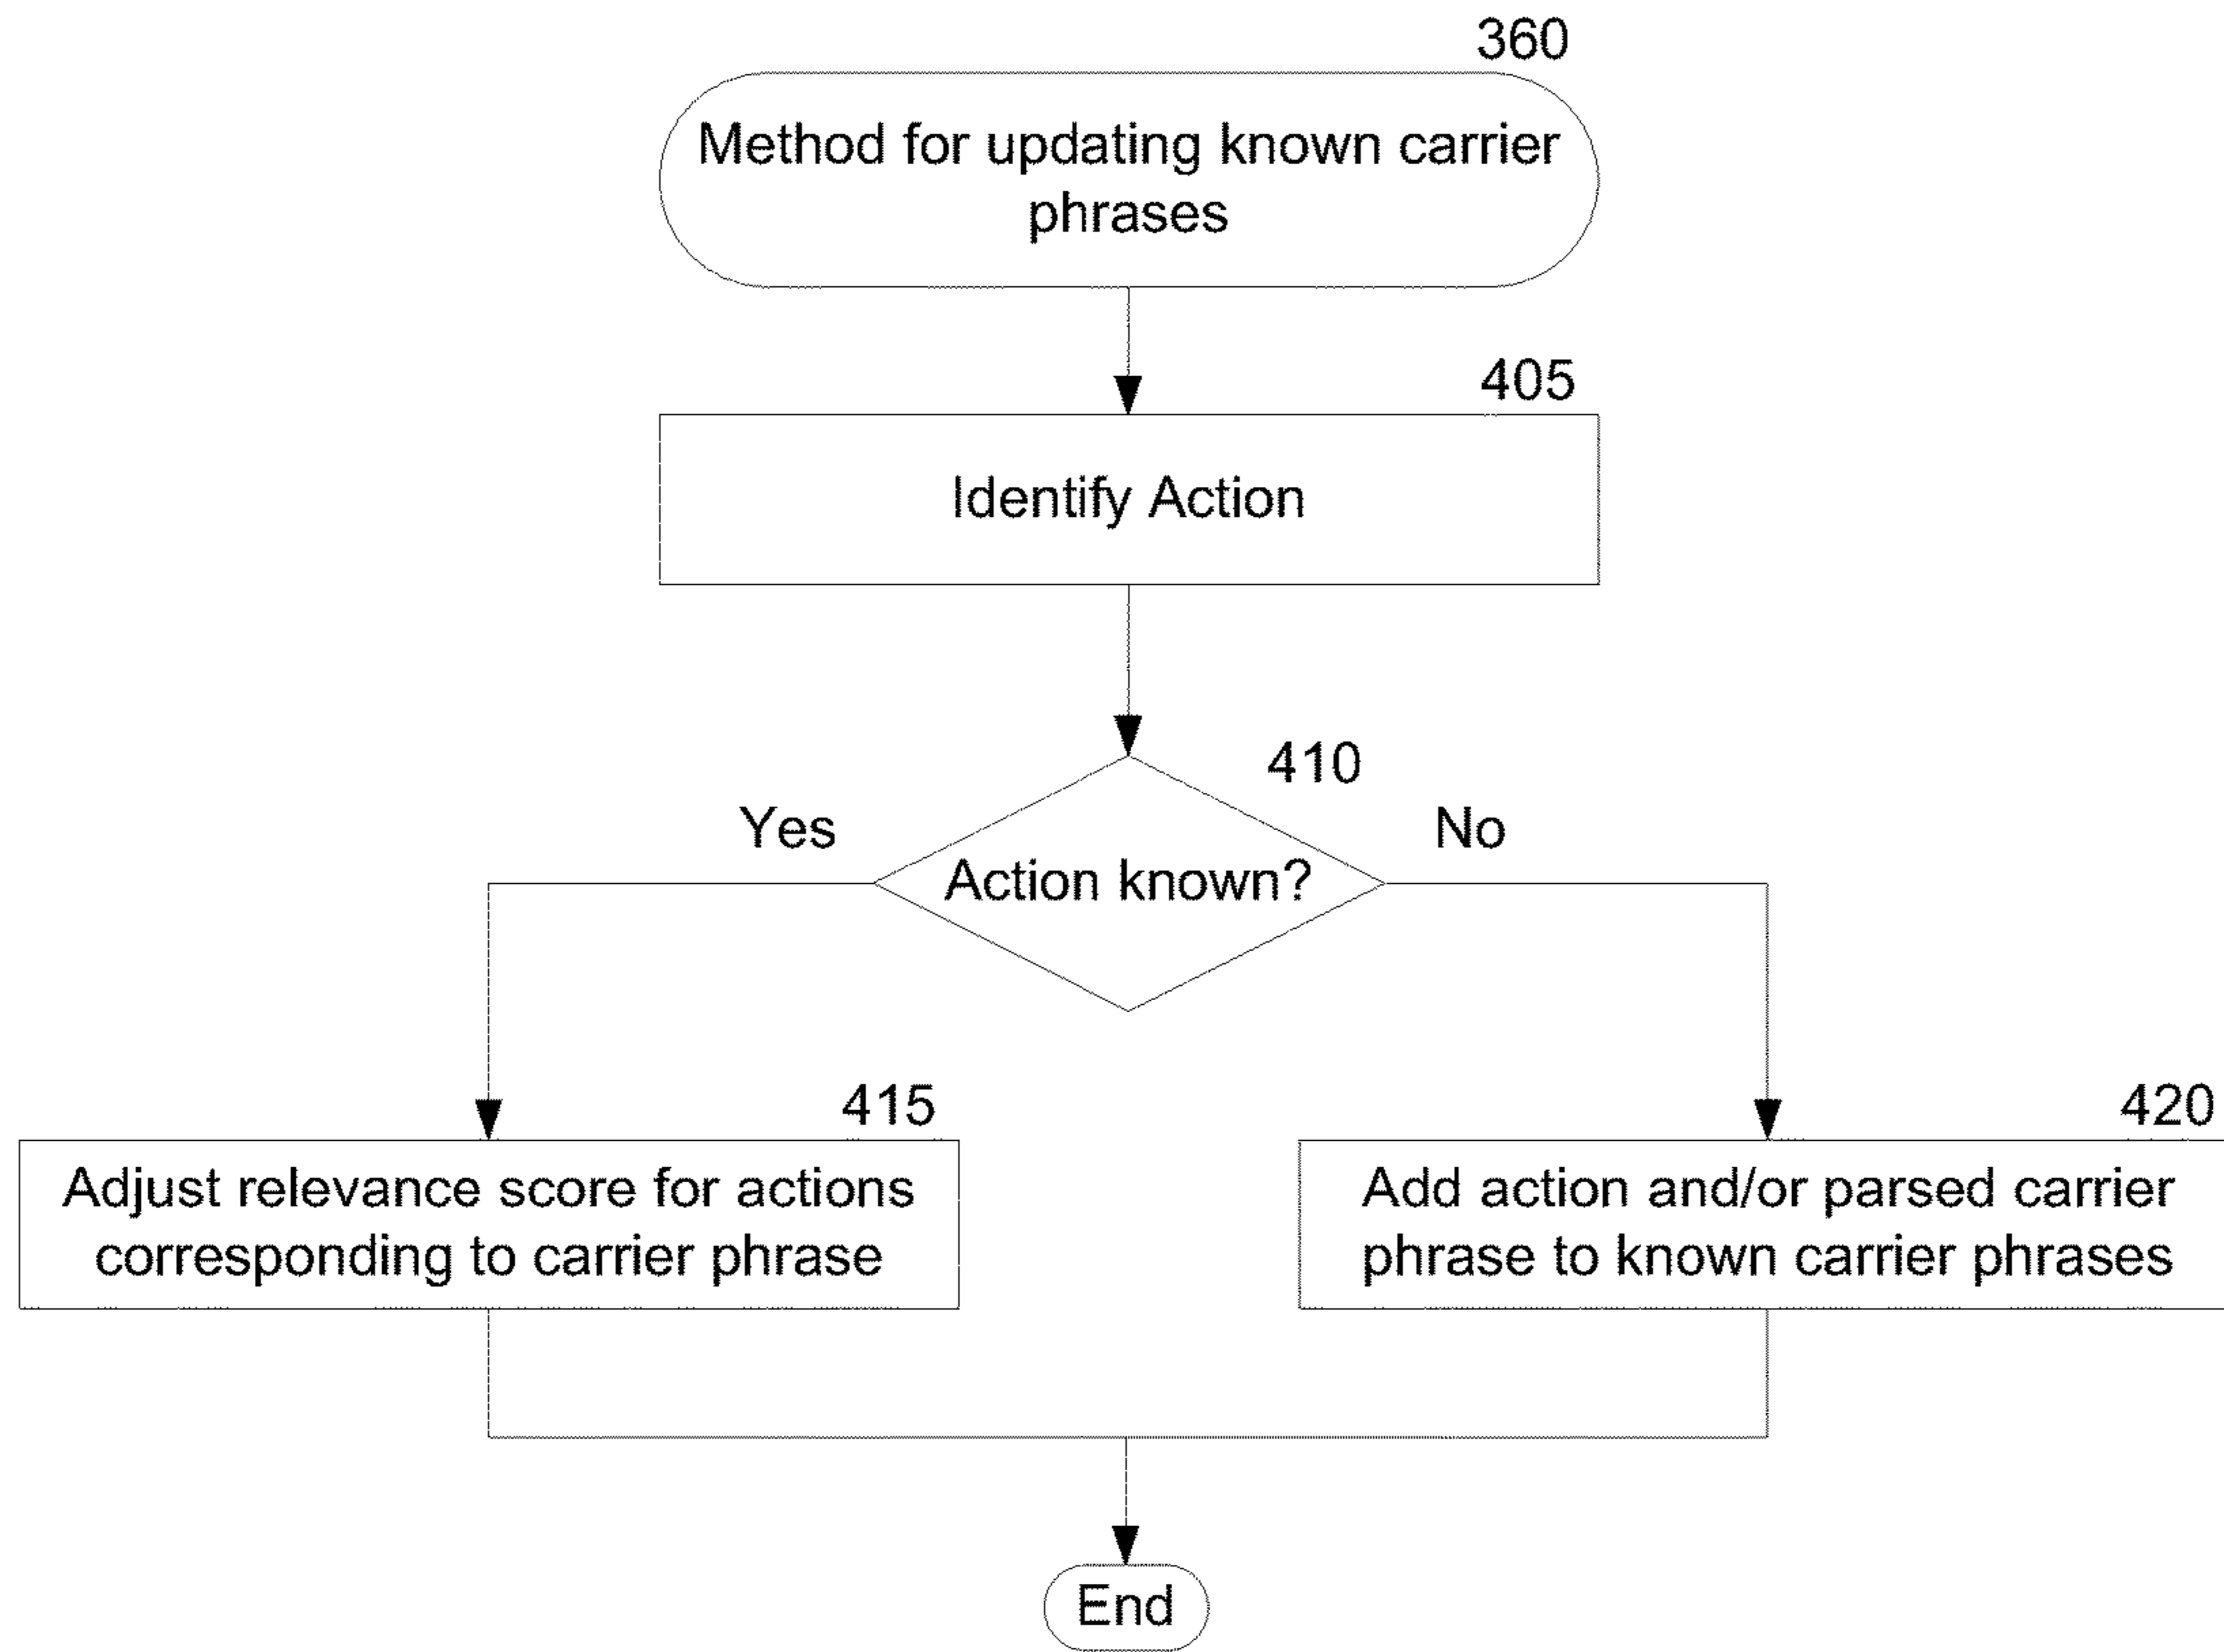 360
Method for updating known carrier
phrases
405
Identify Action
410
Yes
No
Action known?
415
420
Adjust relevance score for actions
corresponding to carrier phrase
Add action and/or parsed carrier
phrase to known carrier phrases
End